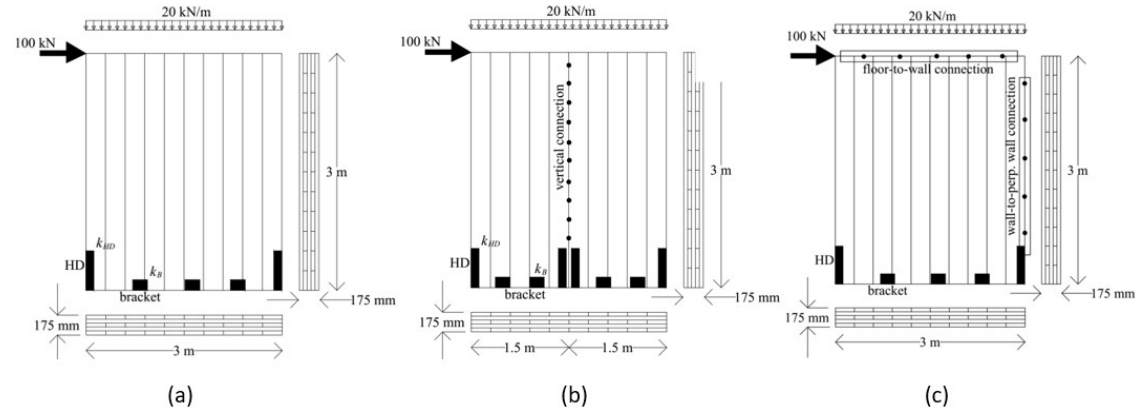 20 kN/m
100 kN
3 m
k_HD
HD
k_B
bracket
175 mm
175 mm
3 m
(a)
20 kN/m
100 kN
vertical connection
3 m
k_HD
HD
k_B
bracket
175 mm
175 mm
1.5 m
1.5 m
(b)
20 kN/m
100 kN
floor-to-wall connection
wall-to-perp. wall connection
3 m
HD
bracket
175 mm
175 mm
3 m
(c)